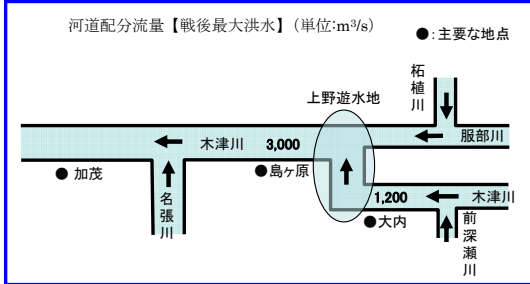 河道配分流量【戦後最大洪水】(単位:m³/s)
●:主要な地点
柘植川
上野遊水地
服部川
木津川
3,000
●加茂
名張川
●島ヶ原
1,200
木津川
●大内
前深瀬川